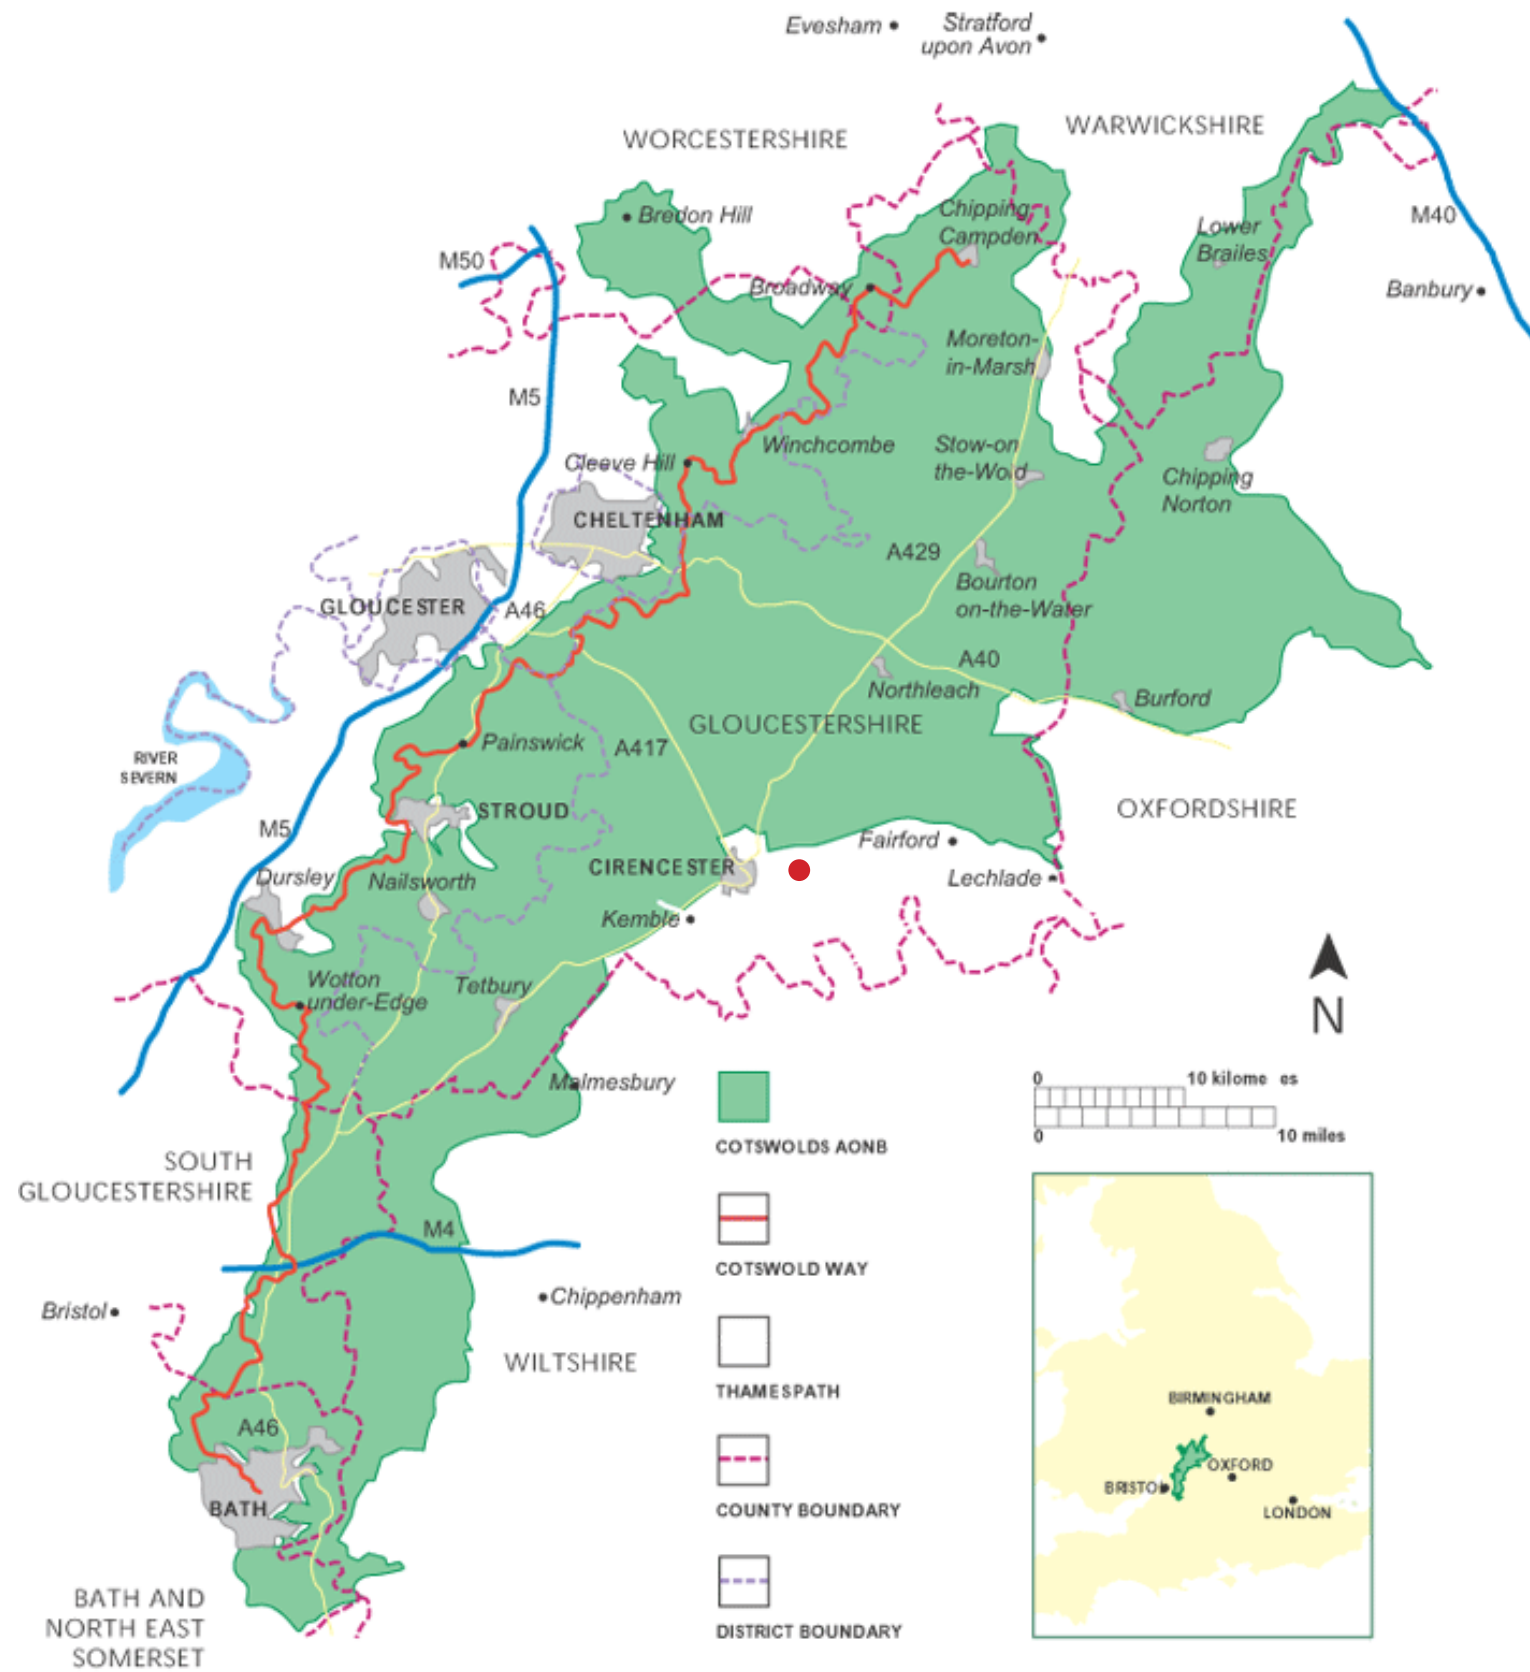 Evesham
Stratford
upon Avon
WORCESTERSHIRE
WARWICKSHIRE
Bredon Hill
Chipping
Campden
Lower
Brailes
M40
M50
Broadway
Banbury
Moreton-
in-Marsh
M5
Winchcombe
Stow-on
the-Wold
Cleeve Hill
Chipping
Norton
CHELTENHAM
A429
Bourton
on-the-Water
GLOUCESTER
A46
A40
Northleach
Burford
GLOUCESTERSHIRE
Painswick
A417
RIVER
SEVERN
STROUD
OXFORDSHIRE
M5
Fairford
CIRENCESTER
Dursley
Nailsworth
Lechlade
Kemble
Wotton
under-Edge
Tetbury
N
Malmesbury
0
10 kilome es
0
10 miles
COTSWOLDS AONB
SOUTH
GLOUCESTERSHIRE
M4
COTSWOLD WAY
Bristol
Chippenham
WILTSHIRE
THAMESPATH
A46
BATH
COUNTY BOUNDARY
DISTRICT BOUNDARY
BATH AND
NORTH EAST
SOMERSET
BIRMINGHAM
OXFORD
BRISTOL
LONDON